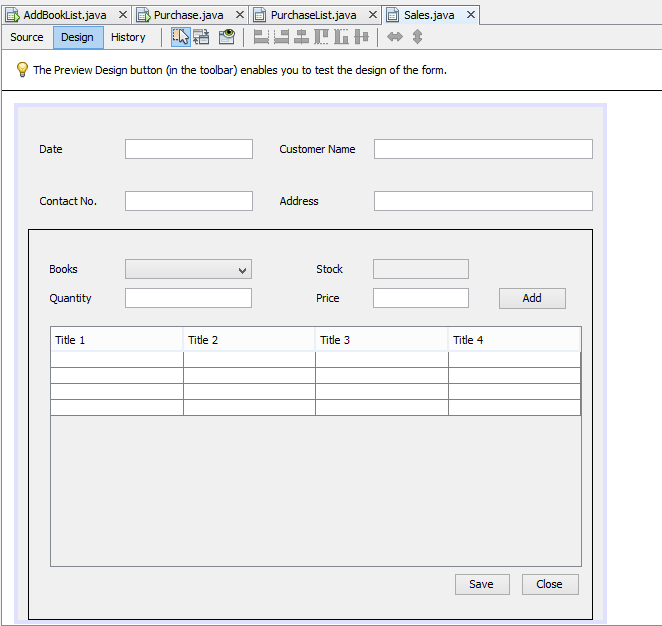 AddBookList.java Purchase.java PurchaseList.java Sales.java
Source Design History
The Preview Design button (in the toolbar) enables you to test the design of the form.
Date Customer Name
Contact No. Address
Books Stock
Quantity Price Add
Title 1 Title 2 Title 3 Title 4
Save Close